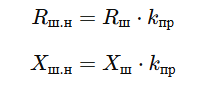 Rш.н = Rш · kпр
Xш.н = Xш · kпр